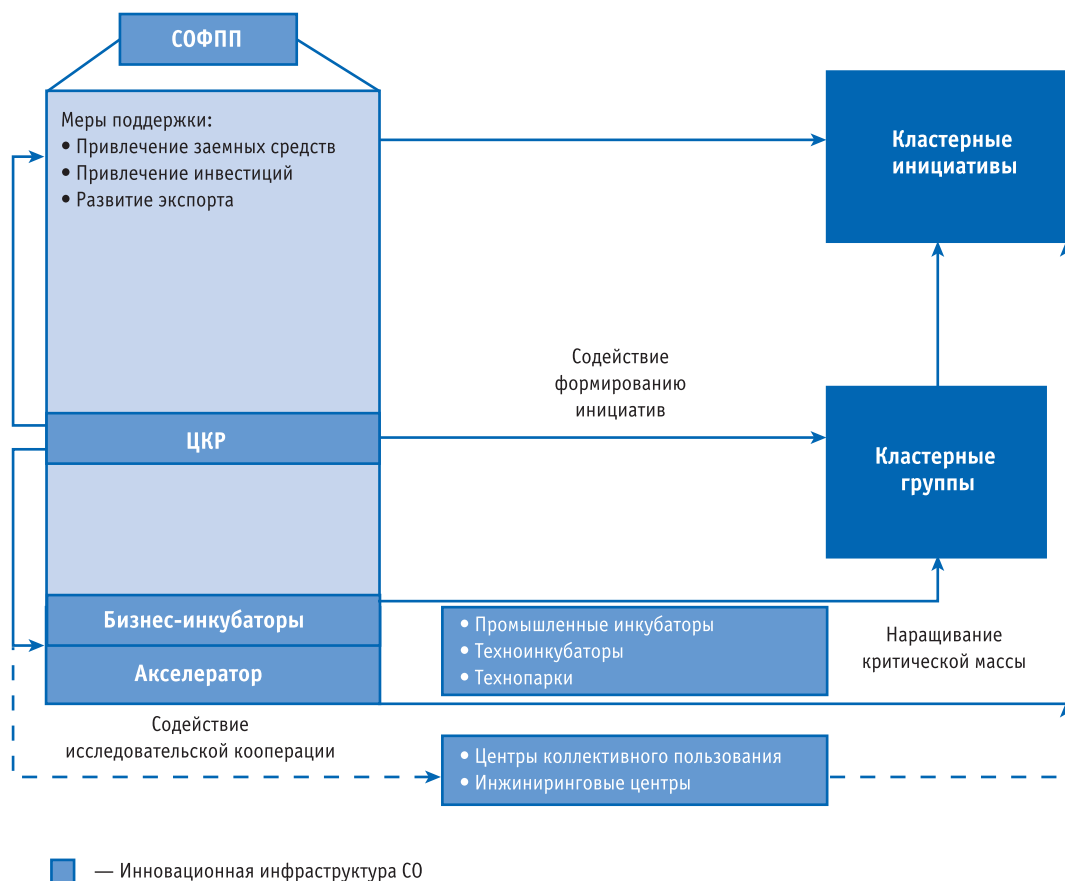 СОФПП
Меры поддержки:
• Привлечение заемных средств
• Привлечение инвестиций
• Развитие экспорта
Кластерные
инициативы
Содействие
формированию
инициатив
ЦКР
Кластерные
группы
Бизнес-инкубаторы
• Промышленные инкубаторы
• Техноинкубаторы
• Технопарки
Наращивание
критической массы
Акселератор
Содействие
исследовательской кооперации
• Центры коллективного пользования
• Инжиниринговые центры
— Инновационная инфраструктура СО